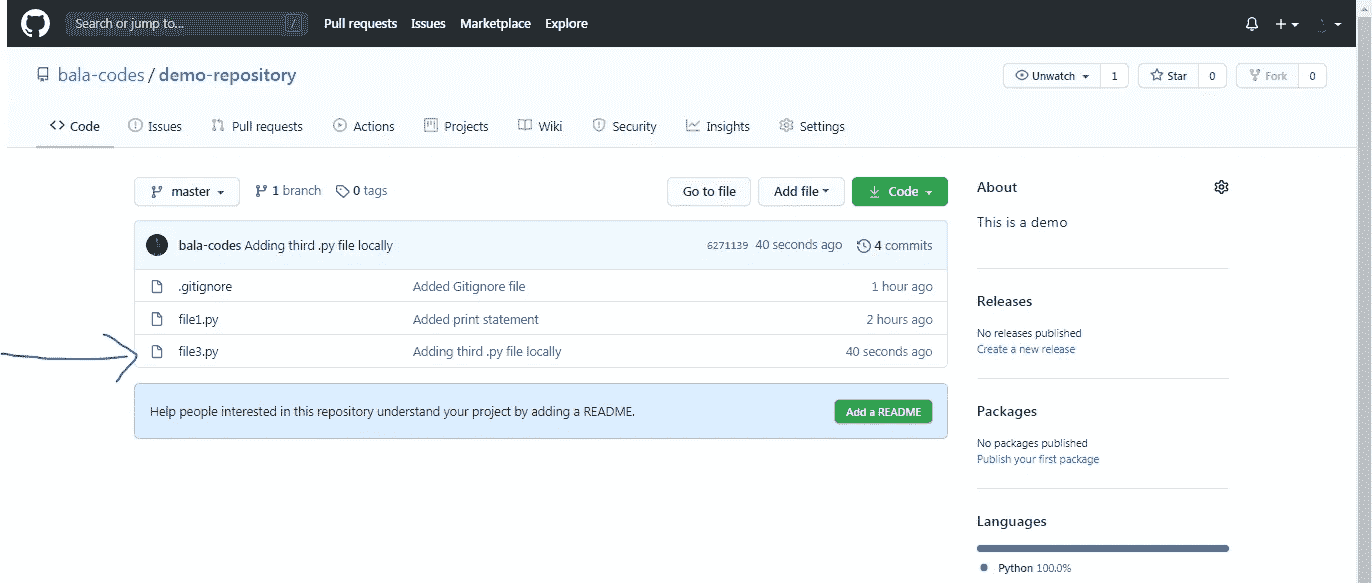 Search or jump to... / Pull requests Issues Marketplace Explore
bala-codes / demo-repository Unwatch 1 Star 0 Fork 0
Code Issues Pull requests Actions Projects Wiki Security Insights Settings
master 1 branch 0 tags Go to file Add file Code
bala-codes Adding third .py file locally 6271139 40 seconds ago 4 commits
.gitignore Added Gitignore file 1 hour ago
file1.py Added print statement 2 hours ago
file3.py Adding third .py file locally 40 seconds ago
Help people interested in this repository understand your project by adding a README. Add a README
About
This is a demo
Releases
No releases published
Create a new release
Packages
No packages published
Publish your first package
Languages
Python 100.0%